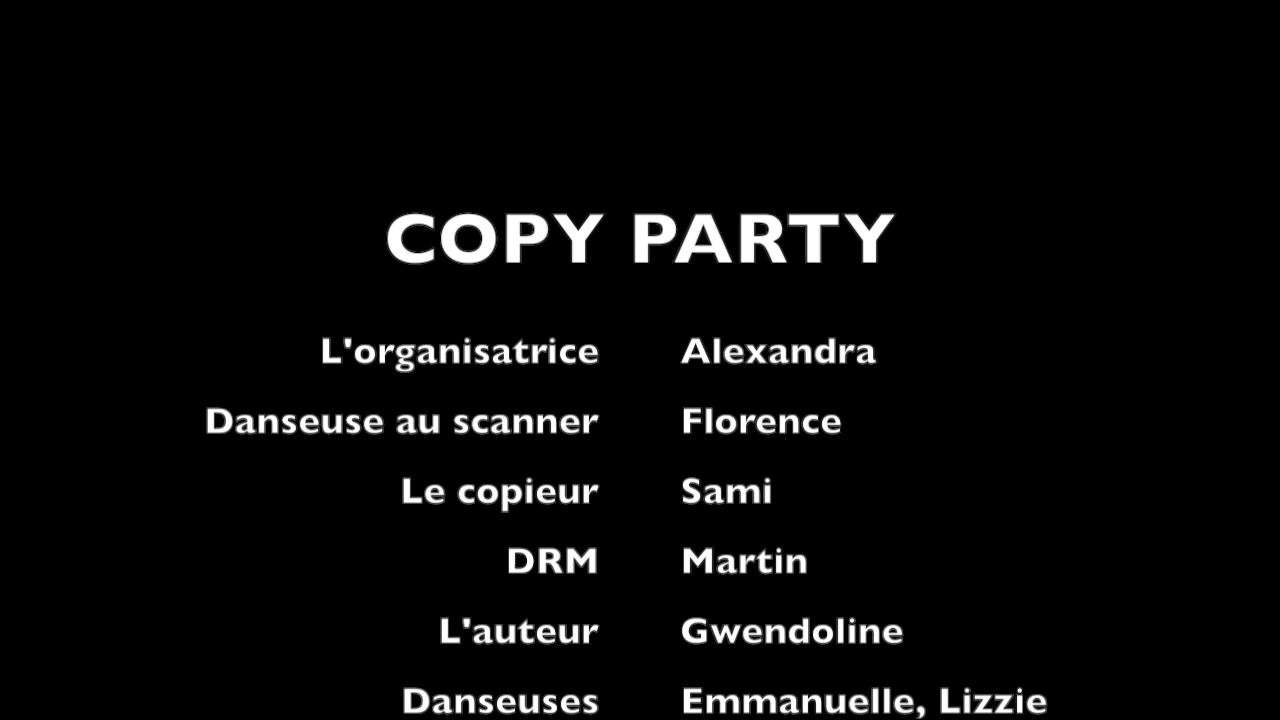 COPY PARTY
L'organisatrice Alexandra
Danseuse au scanner Florence
Le copieur Sami
DRM Martin
L'auteur Gwendoline
Danseuses Emmanuelle, Lizzie